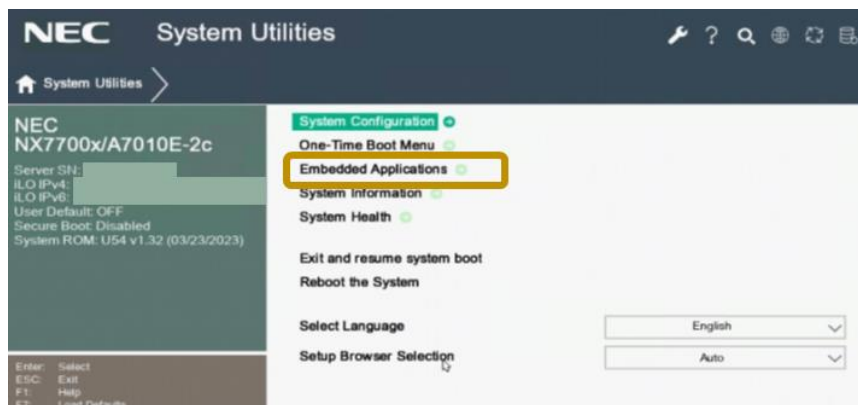 NEC System Utilities
System Utilities
NEC
NX7700x/A7010E-2c
Server SN:
iLO IPv4:
iLO IPv6:
User Default: OFF
Secure Boot: Disabled
System ROM: U54 v1.32 (03/23/2023)
System Configuration
One-Time Boot Menu
Embedded Applications
System Information
System Health
Exit and resume system boot
Reboot the System
Select Language English
Setup Browser Selection Auto
Enter: Select
ESC: Exit
F1: Help
F7: Load Defaults